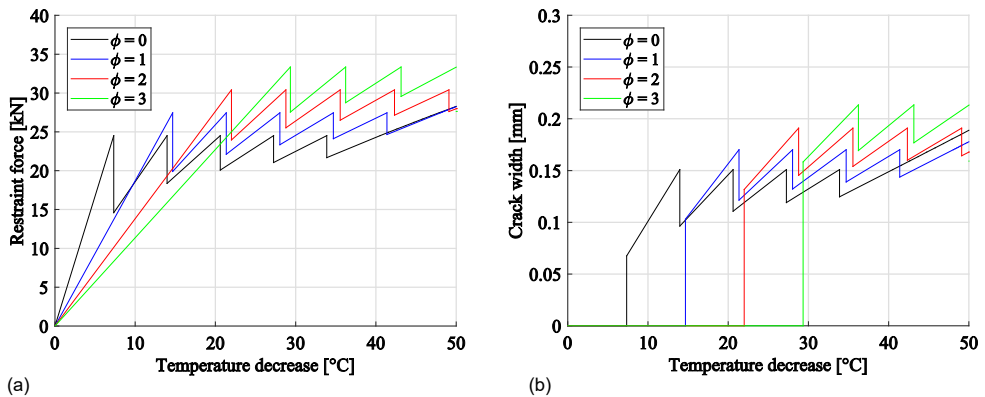 40
35
30
25
20
15
10
5
0
Restraint force [kN]
ϕ = 0
ϕ = 1
ϕ = 2
ϕ = 3
0 10 20 30 40 50
Temperature decrease [°C]
(a)
0.3
0.25
0.2
0.15
0.1
0.05
0
Crack width [mm]
ϕ = 0
ϕ = 1
ϕ = 2
ϕ = 3
0 10 20 30 40 50
Temperature decrease [°C]
(b)